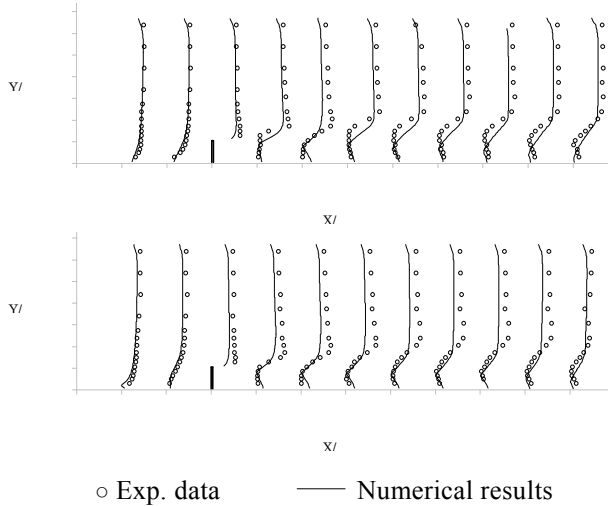 Y/
X/
Y/
X/
Exp. data
Numerical results